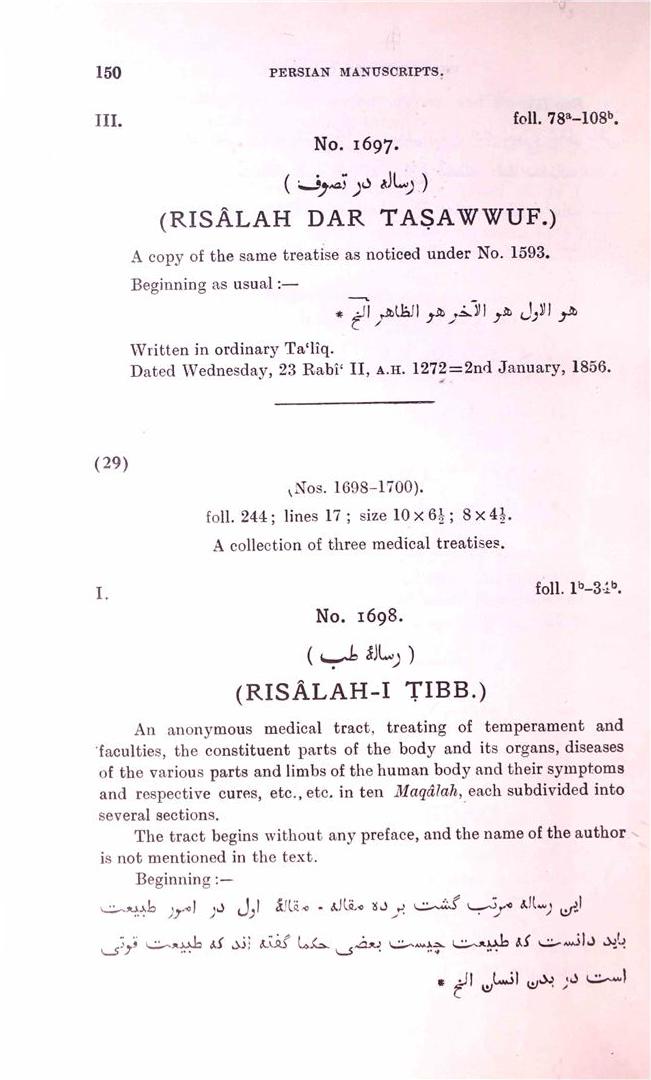 150 PERSIAN MANUSCRIPTS.
III. foll. 78ᵃ–108ᵇ.
No. 1697.
( رساله در تصوف )
(RISÂLAH DAR TAṢAWWUF.)
A copy of the same treatise as noticed under No. 1593.
Beginning as usual :—
هو الاول هو الآخر هو الظاهر الخ *
Written in ordinary Ta‘lîq.
Dated Wednesday, 23 Rabî‘ II, A.H. 1272=2nd January, 1856.
(29)
(Nos. 1698-1700).
foll. 244; lines 17 ; size 10 × 6½ ; 8 × 4½.
A collection of three medical treatises.
I. foll. 1ᵇ–34ᵇ.
No. 1698.
( رسالهٔ طب )
(RISÂLAH-I ṬIBB.)
An anonymous medical tract, treating of temperament and
faculties, the constituent parts of the body and its organs, diseases
of the various parts and limbs of the human body and their symptoms
and respective cures, etc., etc. in ten Maqâlah, each subdivided into
several sections.
The tract begins without any preface, and the name of the author
is not mentioned in the text.
Beginning :—
این رساله مرتب گشت بر ده مقاله - مقالهٔ اول در امور طبیعت
باید دانست که طبیعت چیست بعضی حکما گفته اند که طبیعت قوتی
است در بدن انسان الخ *